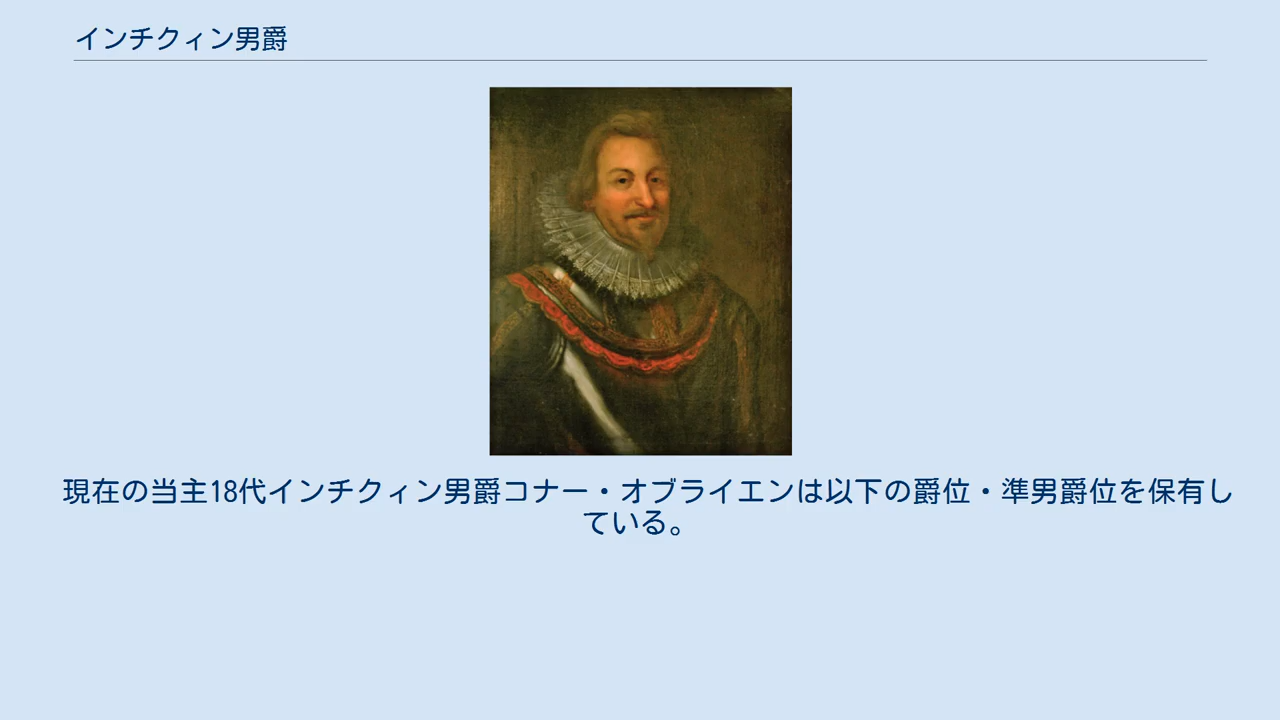 インチクィン男爵
現在の当主18代インチクィン男爵コナー・オブライエンは以下の爵位・準男爵位を保有し
ている。